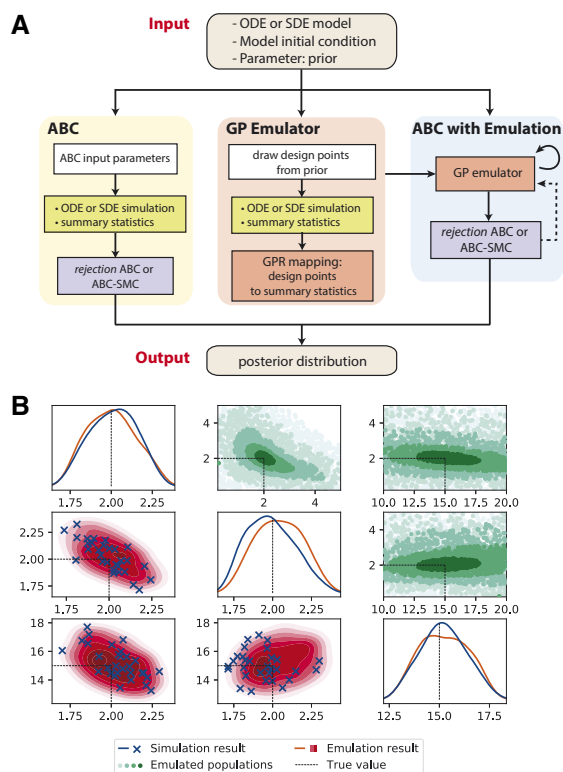 A
Input
- ODE or SDE model
- Model initial condition
- Parameter: prior
ABC
ABC input parameters
• ODE or SDE simulation
• summary statistics
rejection ABC or
ABC-SMC
GP Emulator
draw design points
from prior
• ODE or SDE simulation
• summary statistics
GPR mapping:
design points
to summary statistics
ABC with Emulation
GP emulator
rejection ABC or
ABC-SMC
Output
posterior distribution
B
1.75 2.00 2.25
4
2
2 4
4
2
10.0 12.5 15.0 17.5 20.0
2.25
2.00
1.75
1.75 2.00 2.25
1.75 2.00 2.25
4
2
10.0 12.5 15.0 17.5 20.0
18
16
14
1.75 2.00 2.25
18
16
14
1.75 2.00 2.25
12.5 15.0 17.5
Simulation result
Emulation result
Emulated populations
True value